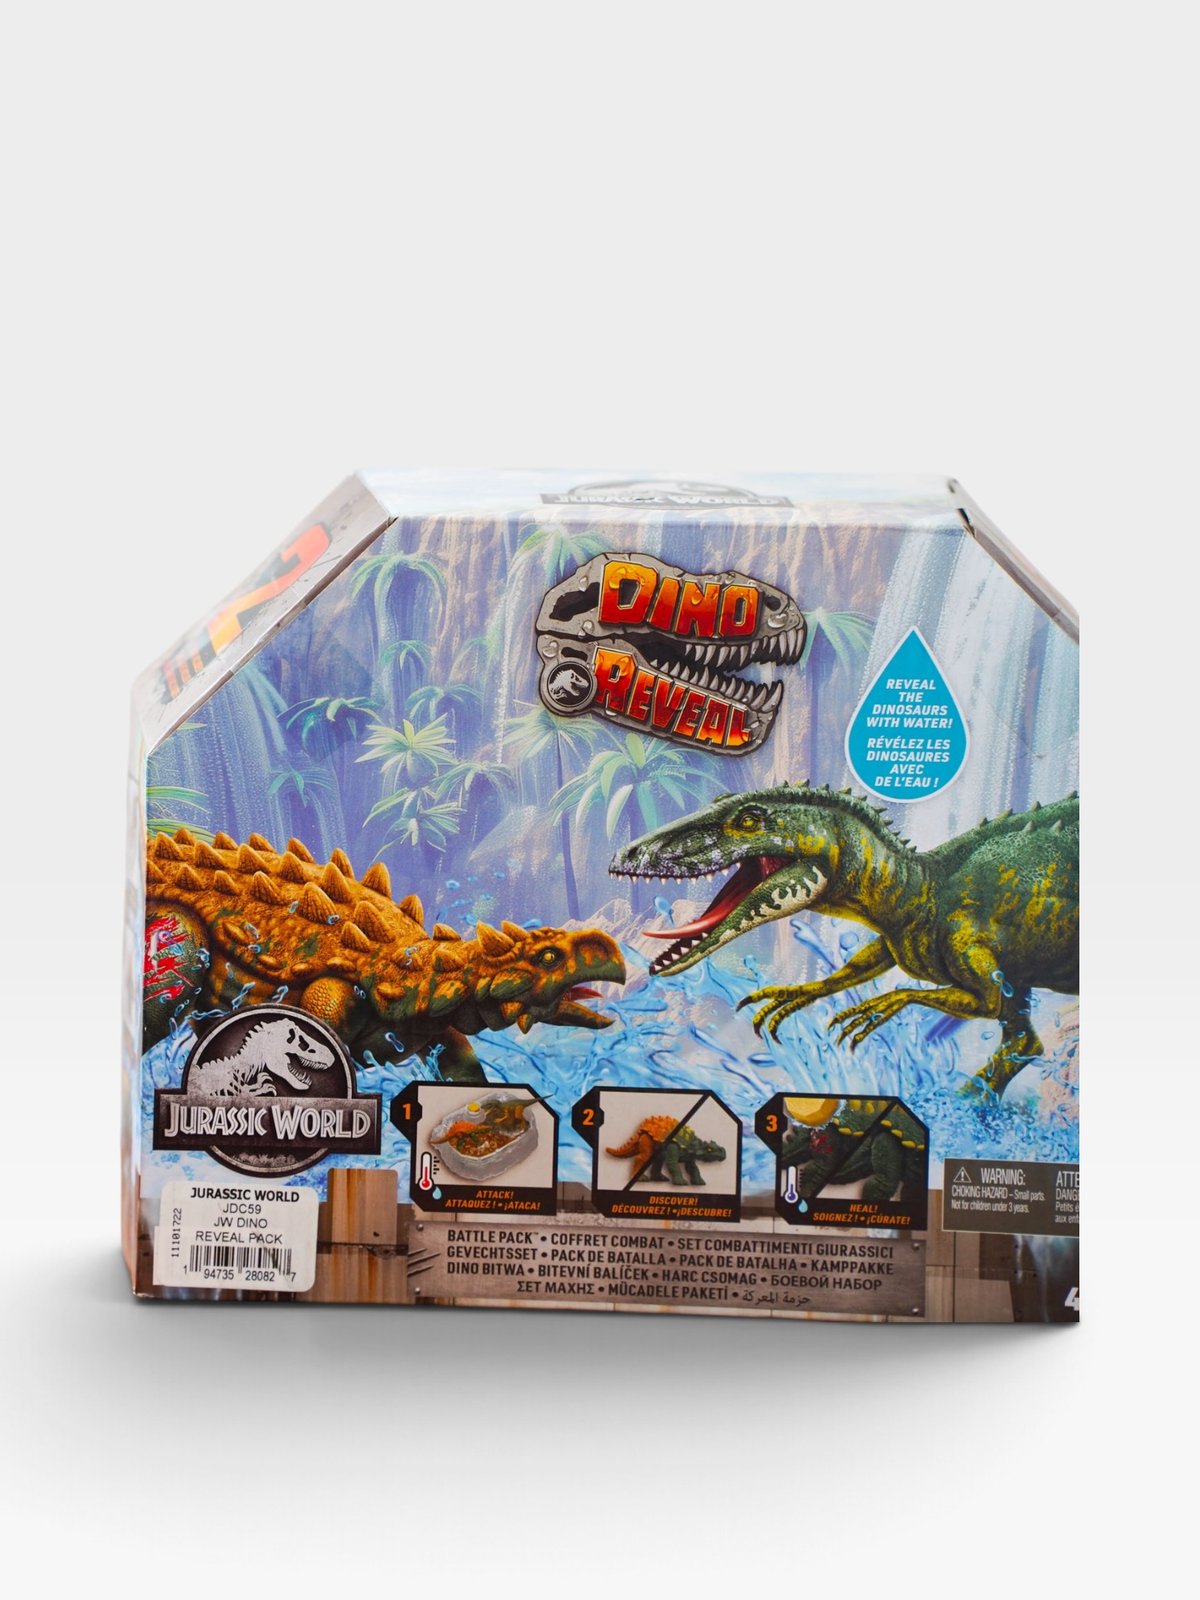 JURASSIC WORLD
DINO
REVEAL
REVEAL
THE
DINOSAURS
WITH WATER!
RÉVÉLEZ LES
DINOSAURES
AVEC
DE L'EAU !
JURASSIC WORLD
1
ATTACK!
ATTAQUEZ ! • ¡ATACA!
2
DISCOVER!
DÉCOUVREZ ! • ¡DESCUBRE!
3
HEAL!
SOIGNEZ ! • ¡CÚRATE!
WARNING:
CHOKING HAZARD – Small parts.
Not for children under 3 years.
11101722
JURASSIC WORLD
JDC59
JW DINO
REVEAL PACK
1 94735 28082 7
BATTLE PACK™ • COFFRET COMBAT • SET COMBATTIMENTI GIURASSICI
GEVECHTSSET • PACK DE BATALLA • PACK DE BATALHA • KAMPPAKKE
DINO BITWA • BITEVNÍ BALÍČEK • HARC CSOMAG • БОЕВОЙ НАБОР
ΣΕΤ ΜΑΧΗΣ • MÜCADELE PAKETİ • حزمة المعركة